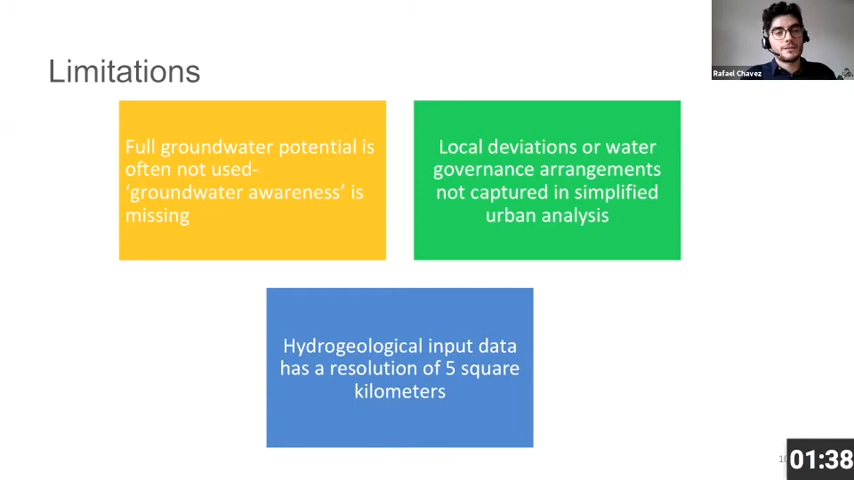 Rafael Chavez
Limitations
Full groundwater potential is
often not used-
‘groundwater awareness’ is
missing
Local deviations or water
governance arrangements
not captured in simplified
urban analysis
Hydrogeological input data
has a resolution of 5 square
kilometers
01:38